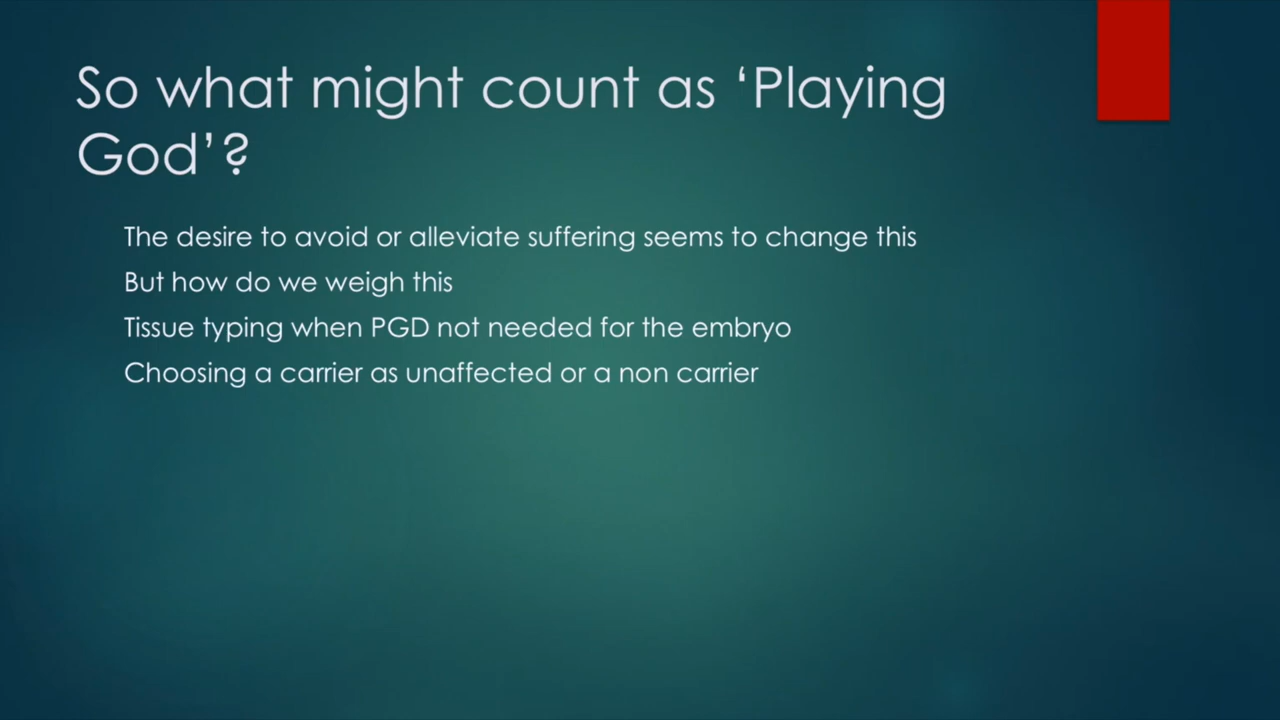 So what might count as ‘Playing
God’?
The desire to avoid or alleviate suffering seems to change this
But how do we weigh this
Tissue typing when PGD not needed for the embryo
Choosing a carrier as unaffected or a non carrier